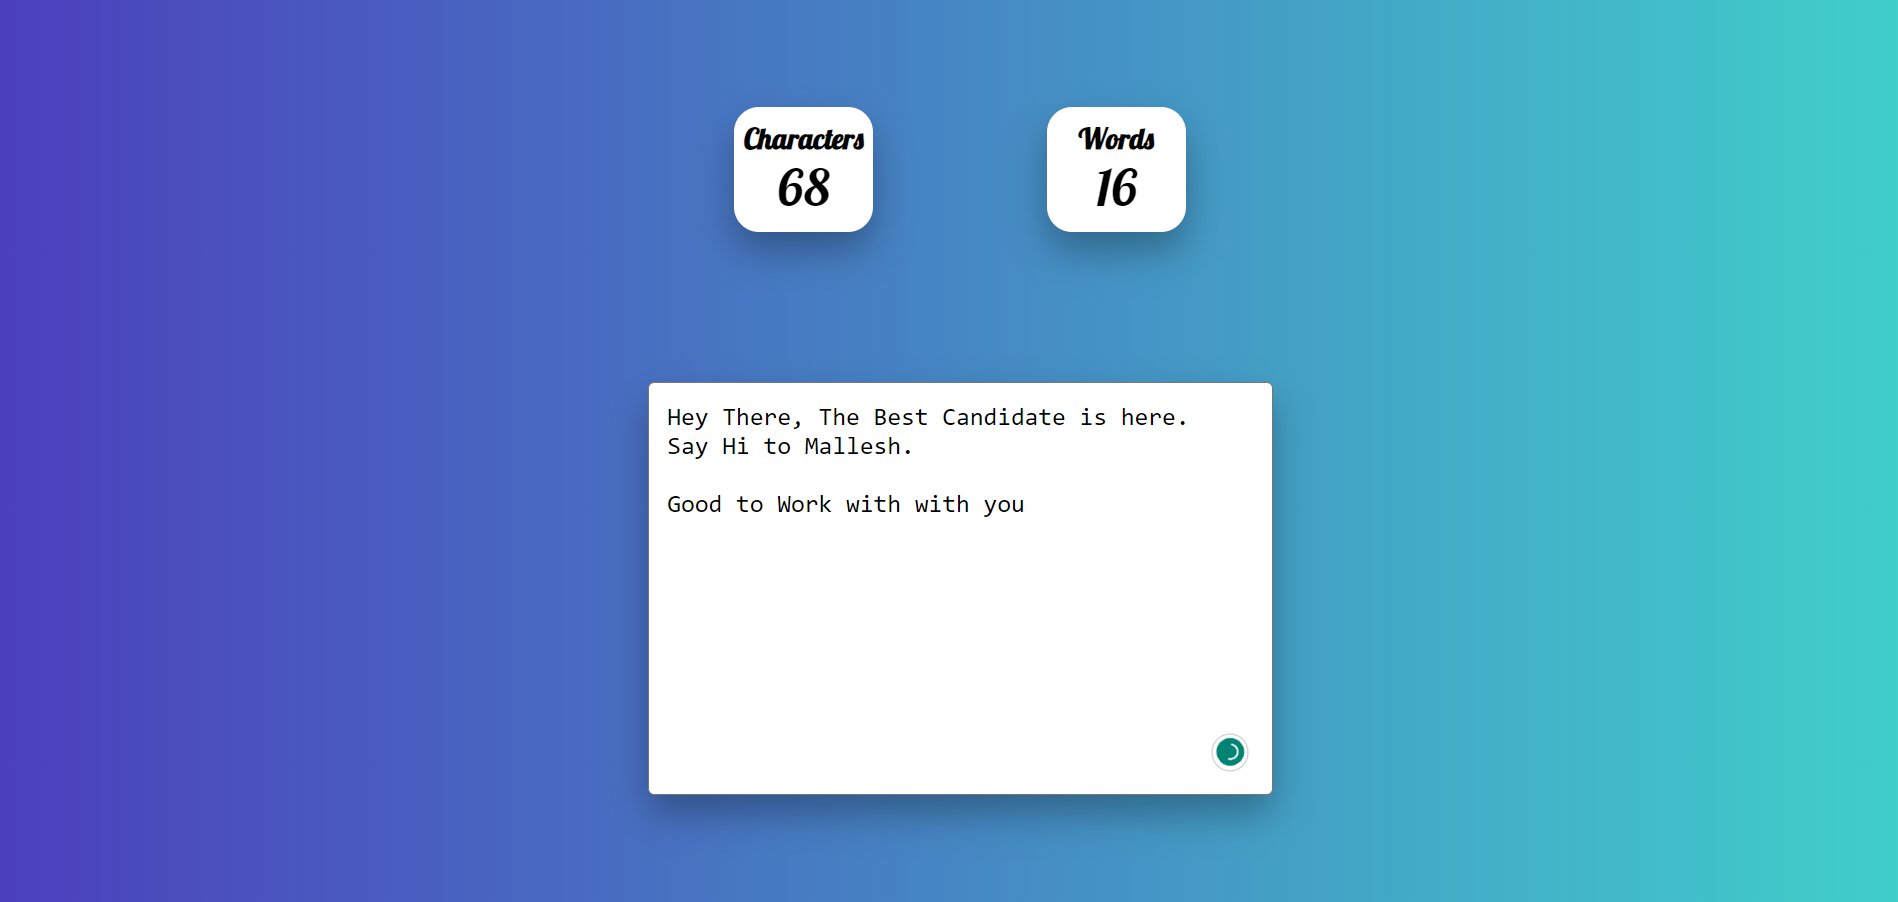 Characters
68
Words
16
Hey There, The Best Candidate is here.
Say Hi to Mallesh.
Good to Work with with you